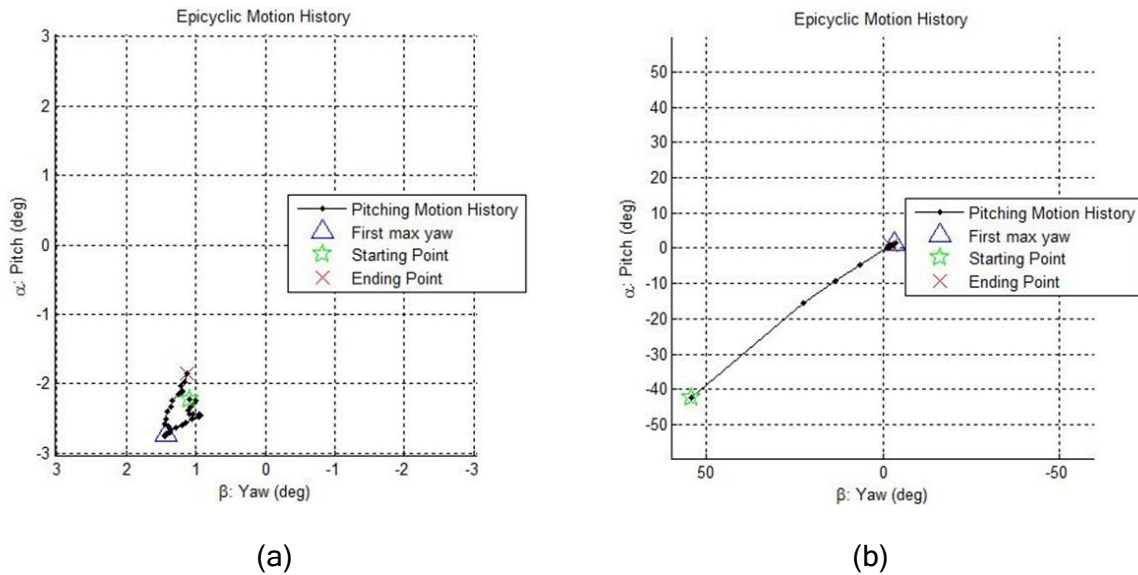 Epicyclic Motion History
3
2
1
0
-1
-2
-3
3 2 1 0 -1 -2 -3
α: Pitch (deg)
β: Yaw (deg)
Pitching Motion History
First max yaw
Starting Point
Ending Point
(a)
Epicyclic Motion History
50
40
30
20
10
0
-10
-20
-30
-40
-50
50 0 -50
α: Pitch (deg)
β: Yaw (deg)
Pitching Motion History
First max yaw
Starting Point
Ending Point
(b)